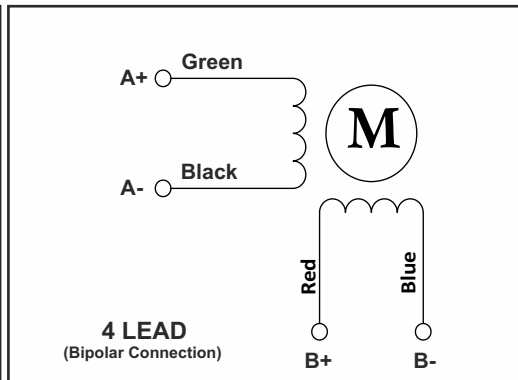 Green
A+
M
Black
A-
Red
Blue
4 LEAD
(Bipolar Connection)
B+
B-